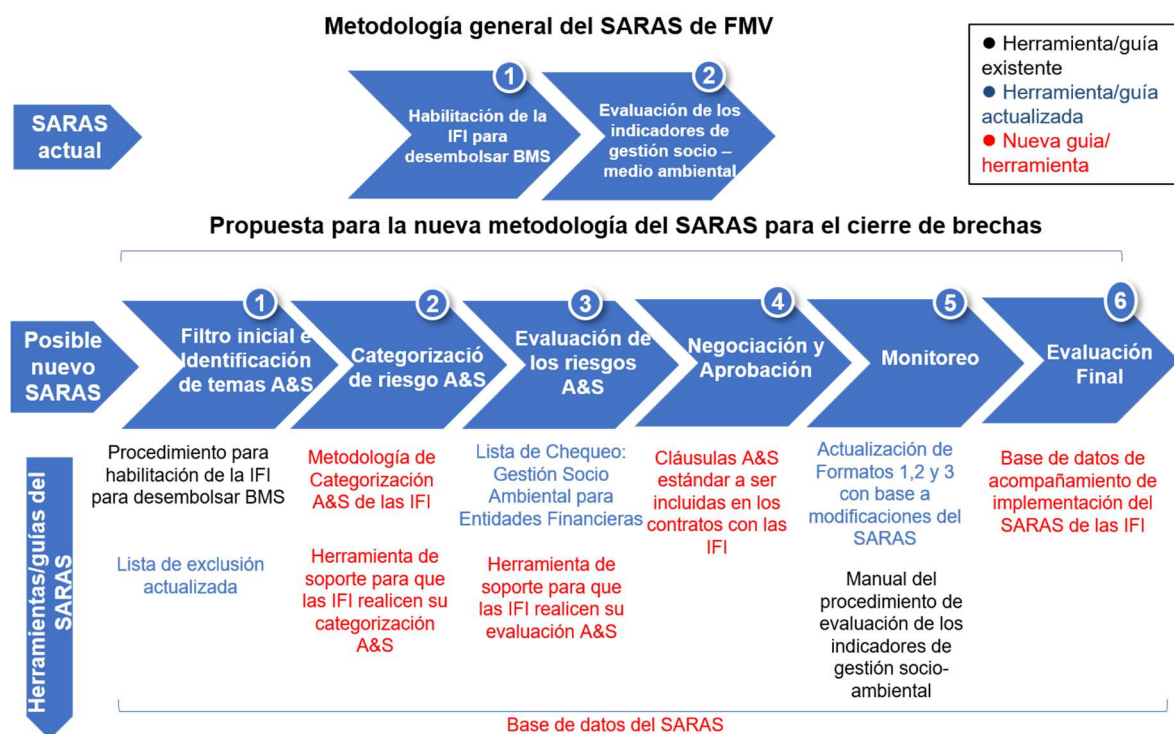 Metodología general del SARAS de FMV
● Herramienta/guía
existente
● Herramienta/guía
actualizada
● Nueva guia/
herramienta
SARAS
actual
1
Habilitación de la
IFI para
desembolsar BMS
2
Evaluación de los
indicadores de
gestión socio –
medio ambiental
Propuesta para la nueva metodología del SARAS para el cierre de brechas
Posible
nuevo
SARAS
1
Filtro inicial e
Identificación
de temas A&S
2
Categorizació
de riesgo A&S
3
Evaluación de
los riesgos
A&S
4
Negociación y
Aprobación
5
Monitoreo
6
Evaluación
Final
Herramientas/guías del
SARAS
Procedimiento para
habilitación de la IFI
para desembolsar BMS
Lista de exclusión
actualizada
Metodología de
Categorización
A&S de las IFI
Herramienta de
soporte para que
las IFI realicen su
categorización
A&S
Lista de Chequeo:
Gestión Socio
Ambiental para
Entidades Financieras
Herramienta de
soporte para que
las IFI realicen su
evaluación A&S
Cláusulas A&S
estándar a ser
incluidas en los
contratos con las
IFI
Actualización de
Formatos 1,2 y 3
con base a
modificaciones del
SARAS
Manual del
procedimiento de
evaluación de los
indicadores de
gestión socio-
ambiental
Base de datos de
acompañamiento de
implementación del
SARAS de las IFI
Base de datos del SARAS